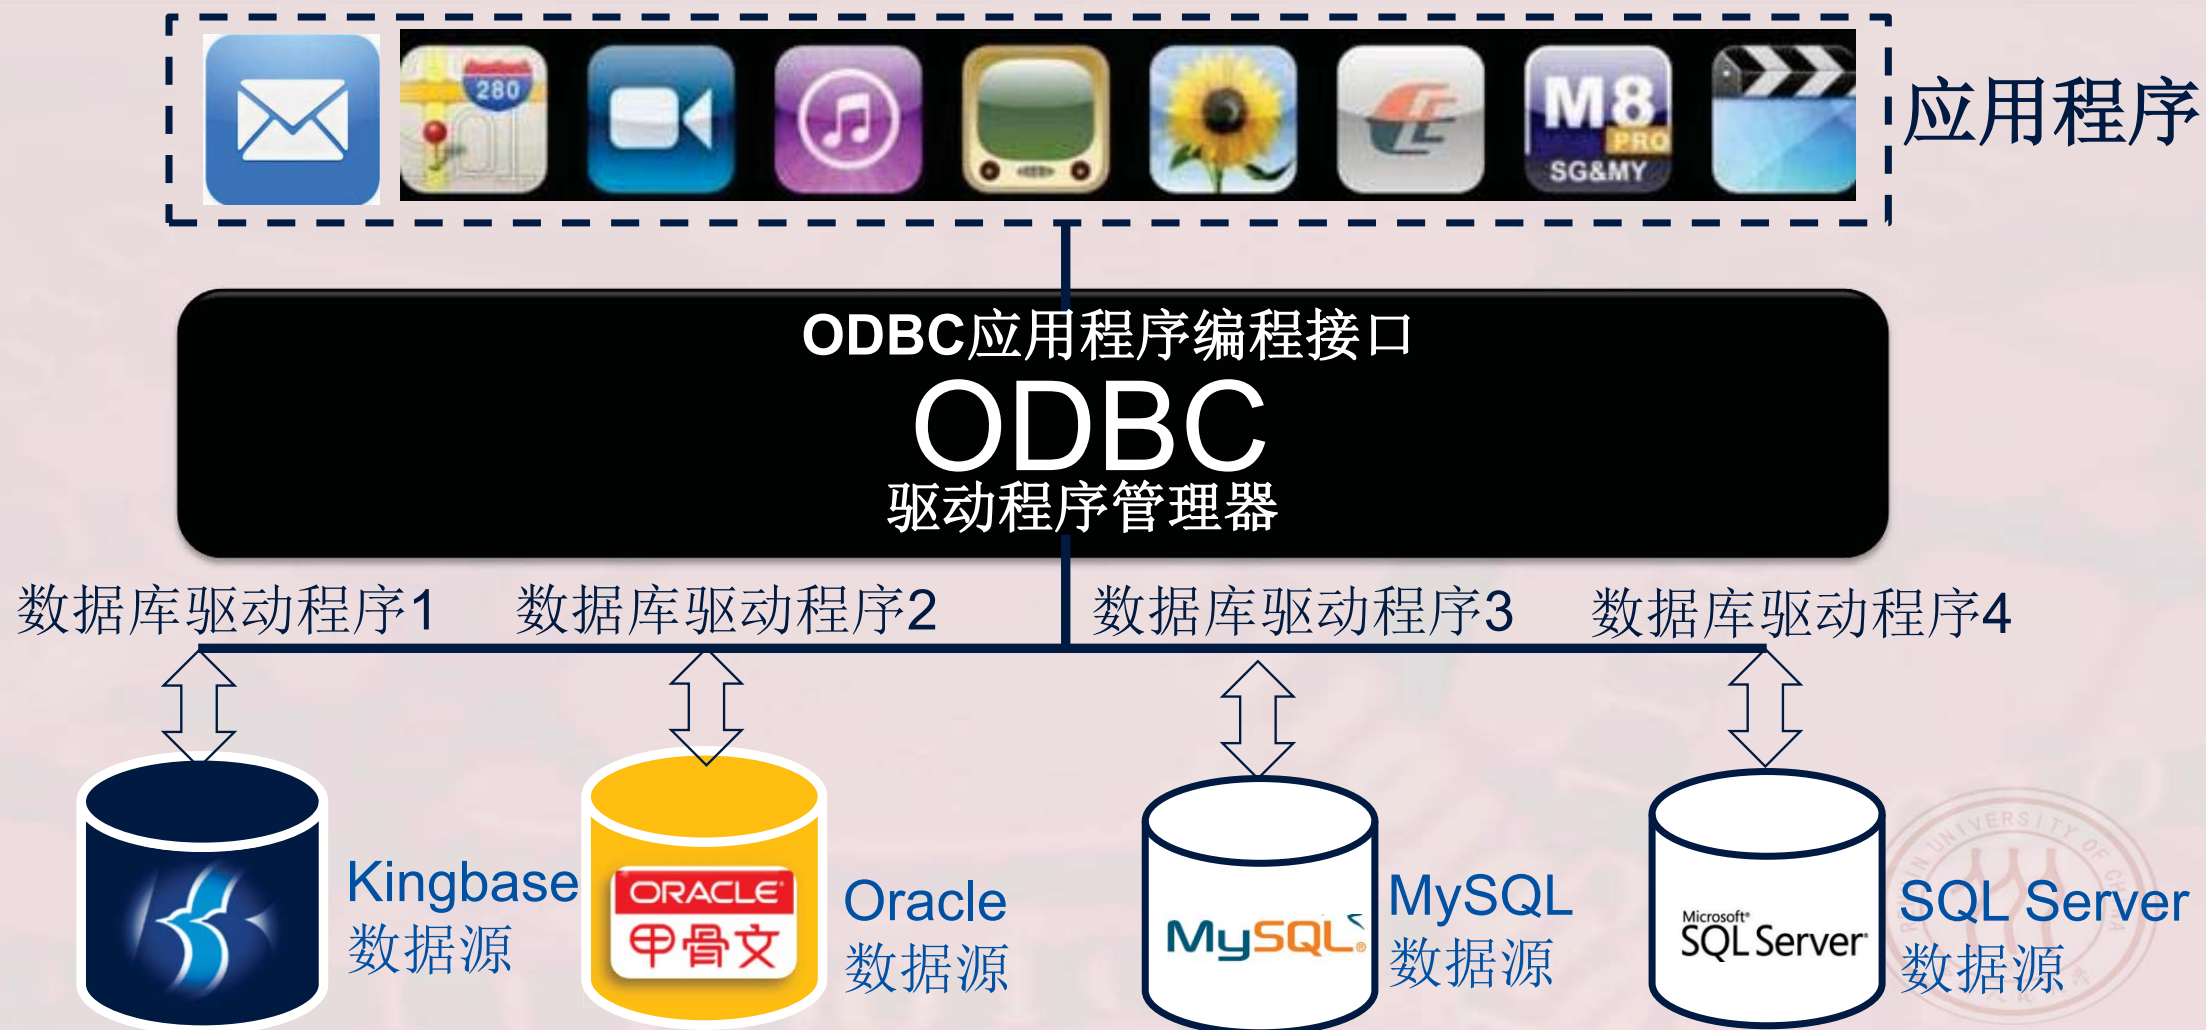 280
M8
PRO
SG&MY
应用程序
ODBC应用程序编程接口
ODBC
驱动程序管理器
数据库驱动程序1
数据库驱动程序2
数据库驱动程序3
数据库驱动程序4
Kingbase
数据源
ORACLE
甲骨文
Oracle
数据源
MySQL®
MySQL
数据源
Microsoft®
SQL Server®
SQL Server
数据源
RENMIN UNIVERSITY OF CHINA